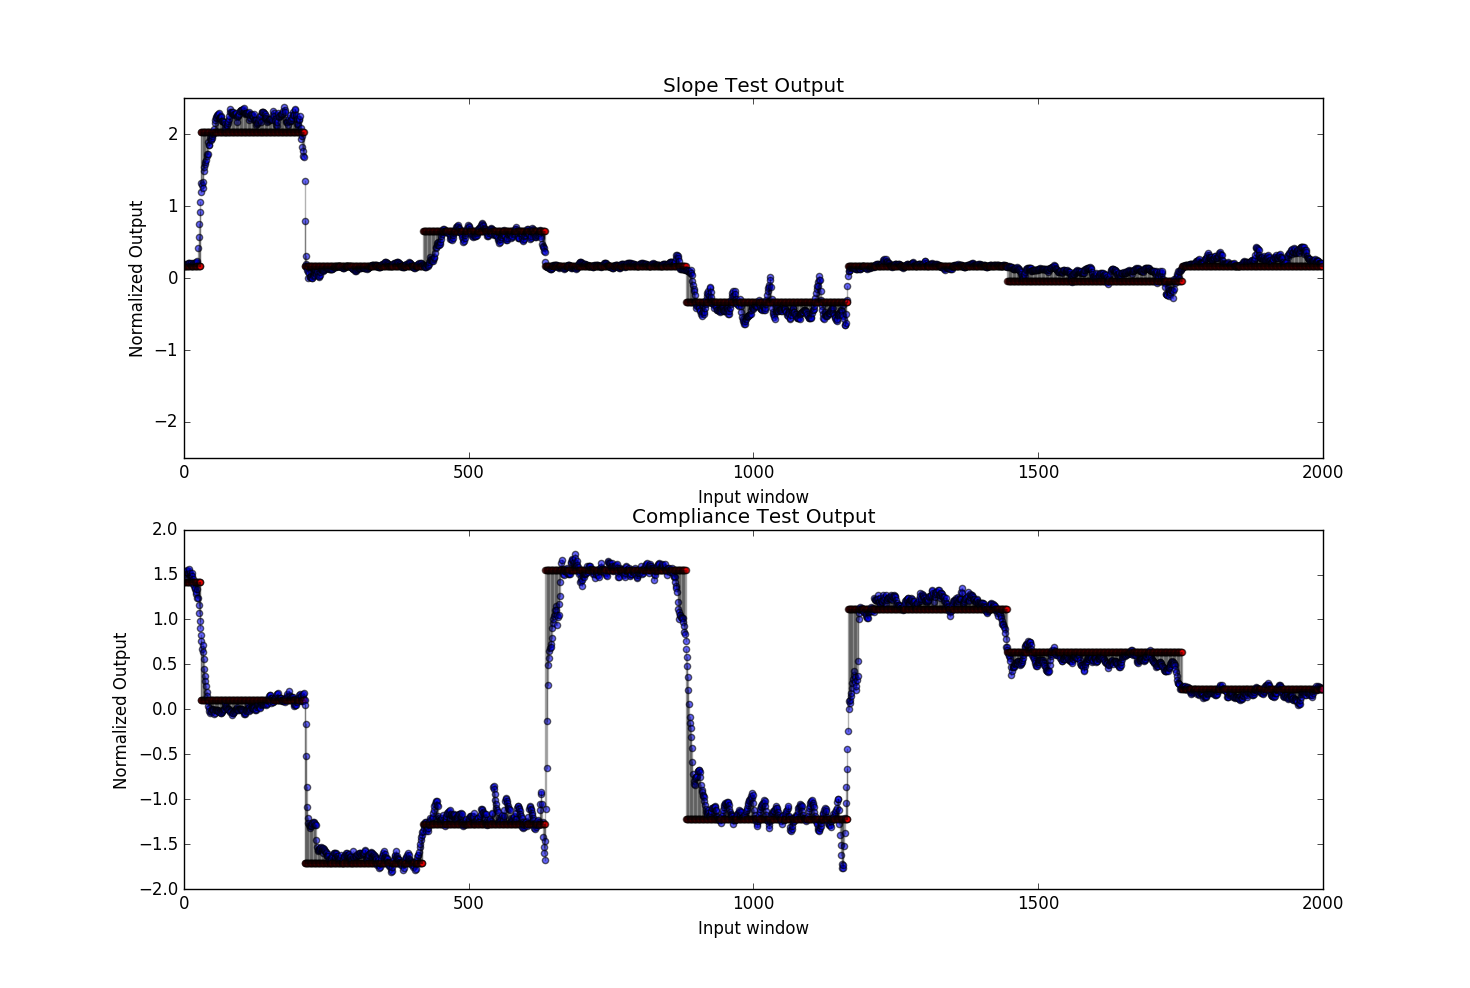 Slope Test Output
Normalized Output
2
1
0
−1
−2
0 500 1000 1500 2000
Input window
Compliance Test Output
Normalized Output
2.0
1.5
1.0
0.5
0.0
−0.5
−1.0
−1.5
−2.0
0 500 1000 1500 2000
Input window